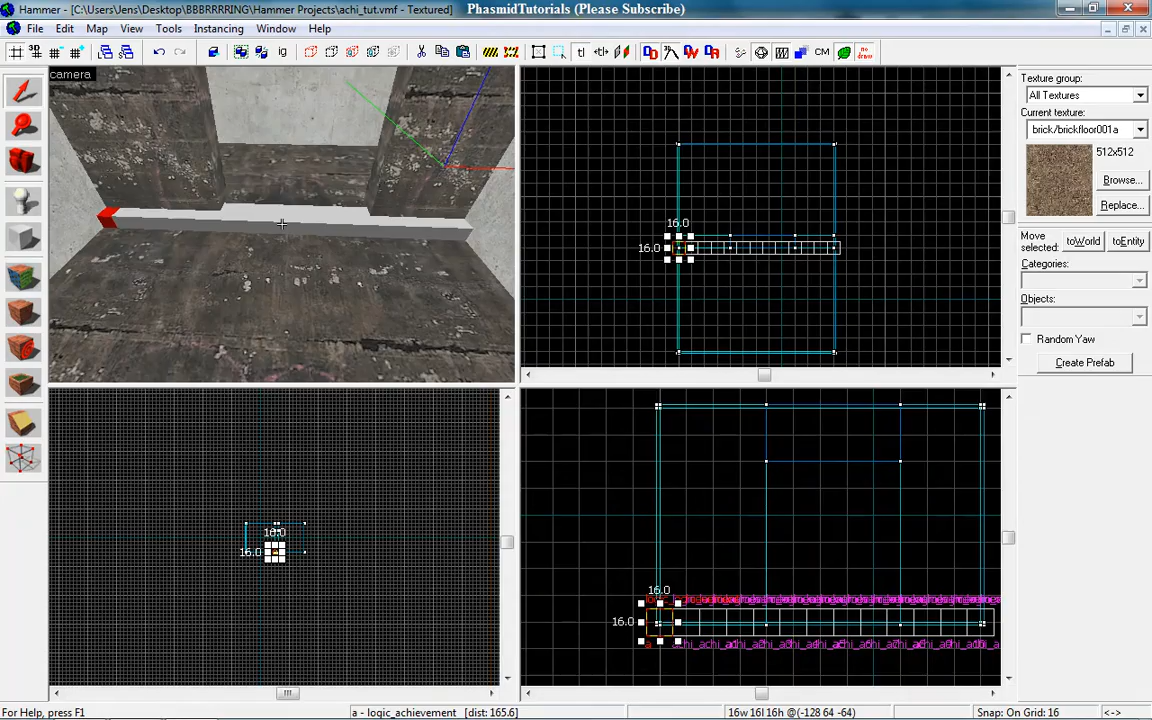 Hammer - [C:\Users\Jens\Desktop\BBBRRRRING\Hammer Projects\achi_tut.vmf - Textured]
PhasmidTutorials (Please Subscribe)
File Edit Map View Tools Instancing Window Help
ig tl CM
camera
Texture group:
All Textures
Current texture:
brick/brickfloor001a
512x512
Browse...
Replace...
Move selected: toWorld toEntity
Categories:
Objects:
Random Yaw
Create Prefab
16.0
16.0
16.0
16.0
16.0
16.0
For Help, press F1
a - logic_achievement [dist: 165.6]
16w 16l 16h @(-128 64 -64)
Snap: On Grid: 16
<->